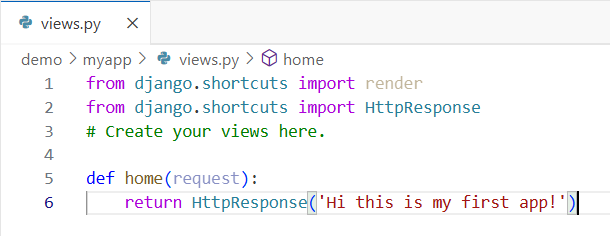 views.py
demo > myapp > views.py > home
1 from django.shortcuts import render
2 from django.shortcuts import HttpResponse
3 # Create your views here.
4
5 def home(request):
6     return HttpResponse('Hi this is my first app!')